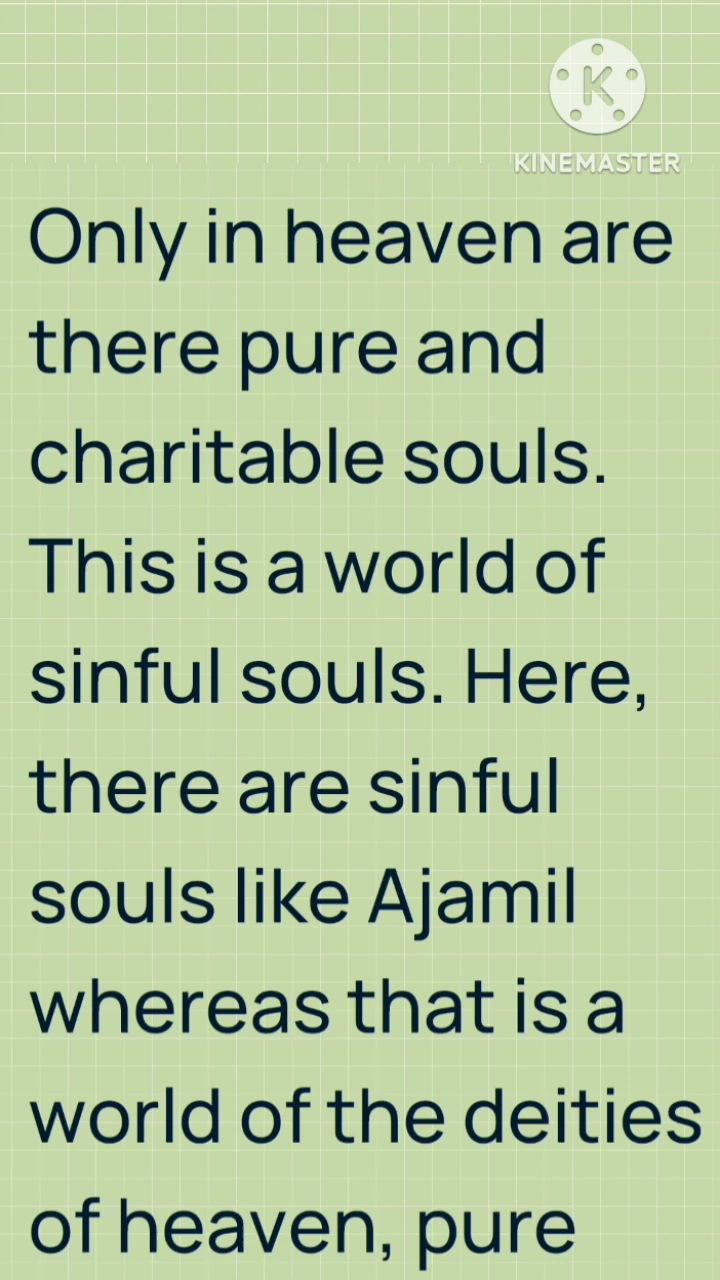 KINEMASTER
Only in heaven are
there pure and
charitable souls.
This is a world of
sinful souls. Here,
there are sinful
souls like Ajamil
whereas that is a
world of the deities
of heaven, pure